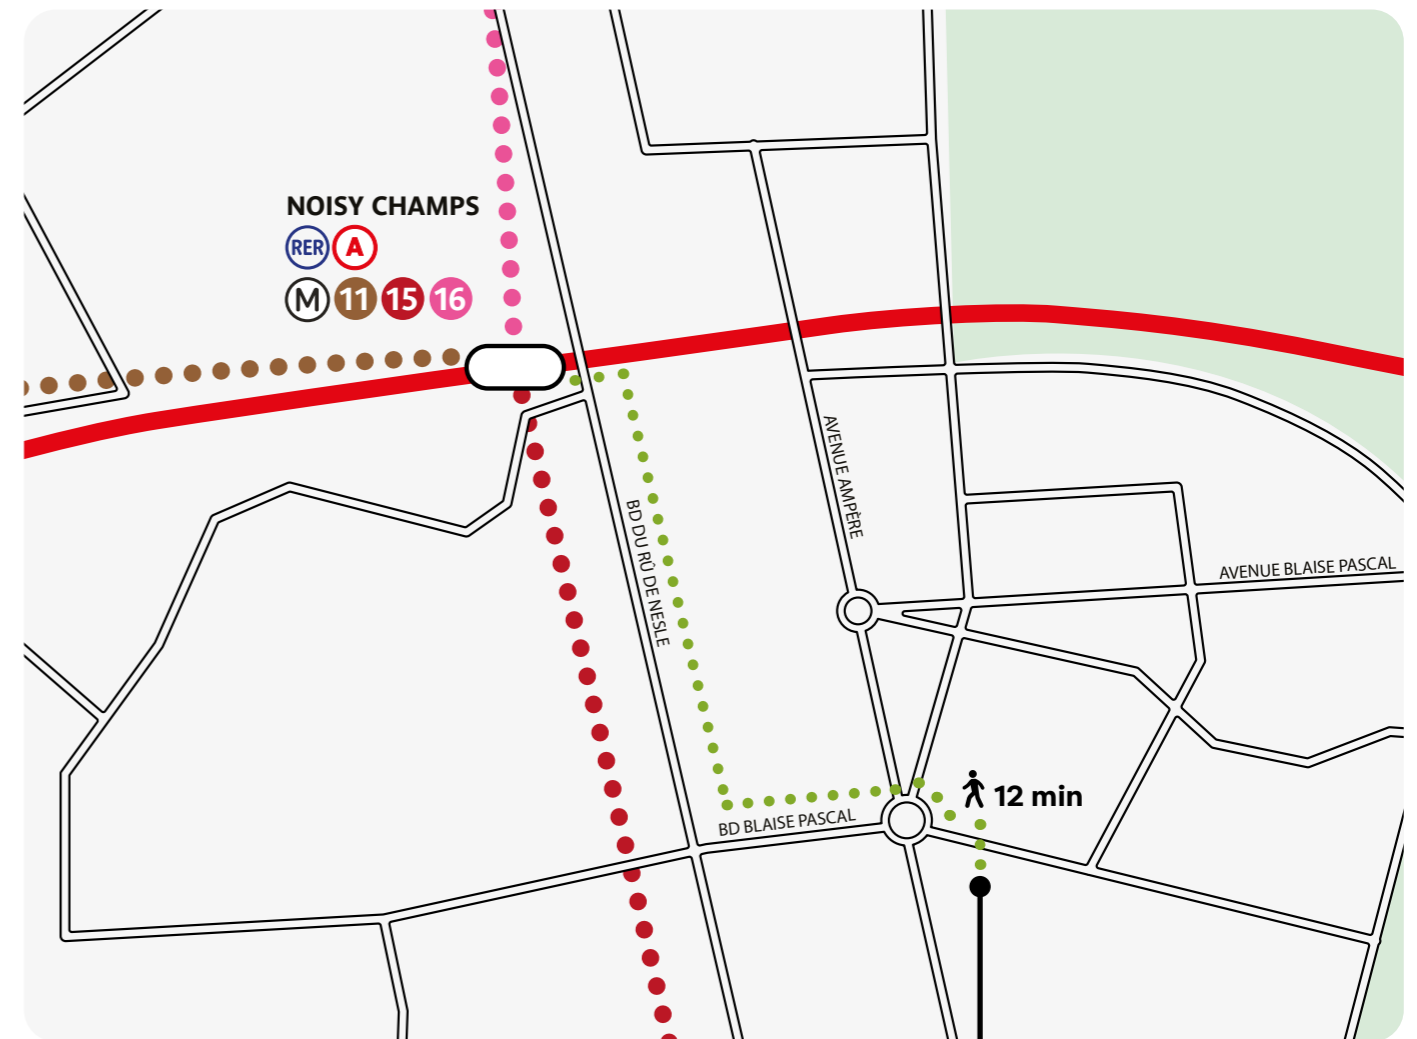 NOISY CHAMPS
RER A
M 11 15 16
AVENUE AMPÈRE
BD DU RÛ DE NESLE
AVENUE BLAISE PASCAL
12 min
BD BLAISE PASCAL